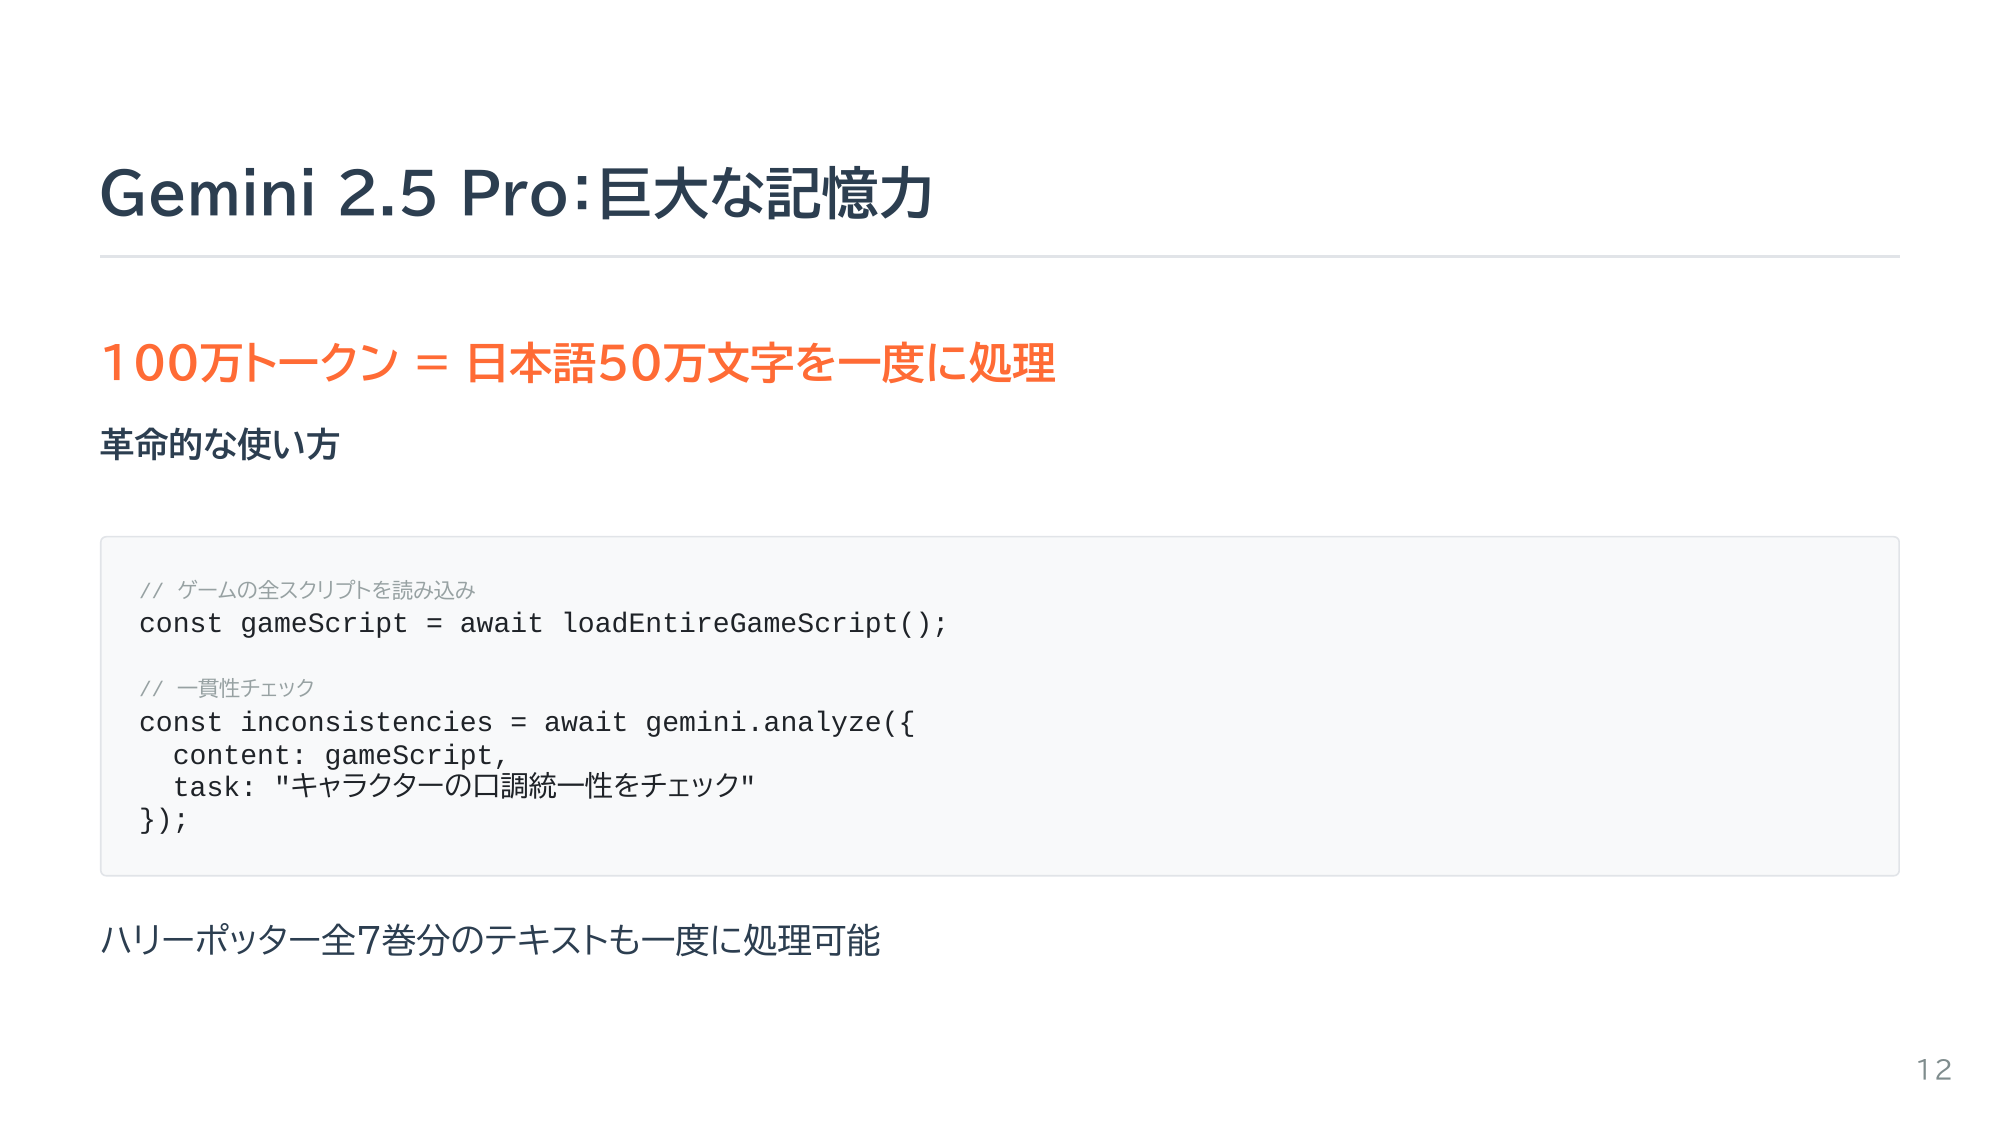 Gemini 2.5 Pro：巨大な記憶力
100万トークン = 日本語50万文字を一度に処理
革命的な使い方
// ゲームの全スクリプトを読み込み
const gameScript = await loadEntireGameScript();
// 一貫性チェック
const inconsistencies = await gemini.analyze({
  content: gameScript,
  task: "キャラクターの口調統一性をチェック"
});
ハリーポッター全7巻分のテキストも一度に処理可能
12